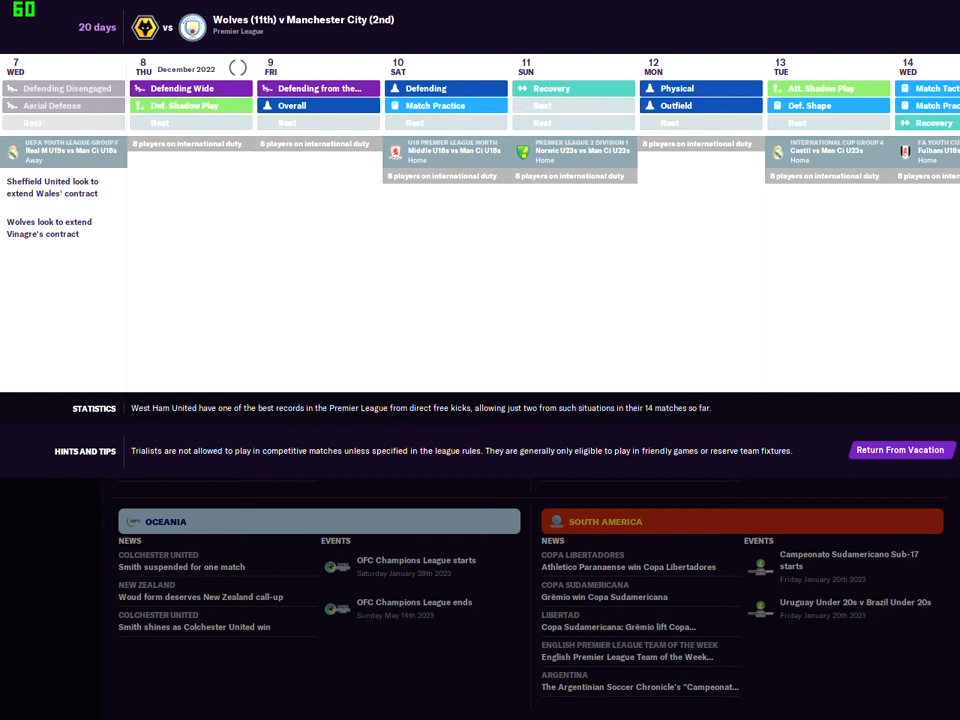 60
20 days
vs
Wolves (11th) v Manchester City (2nd)
Premier League
7
WED
8
THU
December 2022
9
FRI
10
SAT
11
SUN
12
MON
13
TUE
14
WED
Defending Disengaged
Defending Wide
Defending from the...
Defending
Recovery
Physical
Att. Shadow Play
Match Tact
Aerial Defense
Def. Shadow Play
Overall
Match Practice
Rest
Outfield
Def. Shape
Match Prac
Rest
Rest
Rest
Rest
Rest
Rest
Rest
Recovery
UEFA YOUTH LEAGUE GROUP F
Real M U19s vs Man Ci U18s
Away
8 players on international duty
8 players on international duty
U18 PREMIER LEAGUE NORTH
Middle U18s vs Man Ci U18s
Home
8 players on international duty
PREMIER LEAGUE 2 DIVISION 1
Norwic U23s vs Man Ci U23s
Home
8 players on international duty
8 players on international duty
INTERNATIONAL CUP GROUP 4
Castil vs Man Ci U23s
Home
8 players on international duty
FA YOUTH CU
Fulham U18s
Home
8 players on inter
Sheffield United look to
extend Wales' contract
Wolves look to extend
Vinagre's contract
STATISTICS
West Ham United have one of the best records in the Premier League from direct free kicks, allowing just two from such situations in their 14 matches so far.
HINTS AND TIPS
Trialists are not allowed to play in competitive matches unless specified in the league rules. They are generally only eligible to play in friendly games or reserve team fixtures.
Return From Vacation
OCEANIA
NEWS
COLCHESTER UNITED
Smith suspended for one match
NEW ZEALAND
Woud form deserves New Zealand call-up
COLCHESTER UNITED
Smith shines as Colchester United win
EVENTS
OFC Champions League starts
Saturday January 28th 2023
OFC Champions League ends
Sunday May 14th 2023
SOUTH AMERICA
NEWS
COPA LIBERTADORES
Athletico Paranaense win Copa Libertadores
COPA SUDAMERICANA
Grêmio win Copa Sudamericana
LIBERTAD
Copa Sudamericana: Grêmio lift Copa...
ENGLISH PREMIER LEAGUE TEAM OF THE WEEK
English Premier League Team of the Week...
ARGENTINA
The Argentinian Soccer Chronicle's "Campeonat...
EVENTS
Campeonato Sudamericano Sub-17
starts
Friday January 20th 2023
Uruguay Under 20s v Brazil Under 20s
Friday January 20th 2023